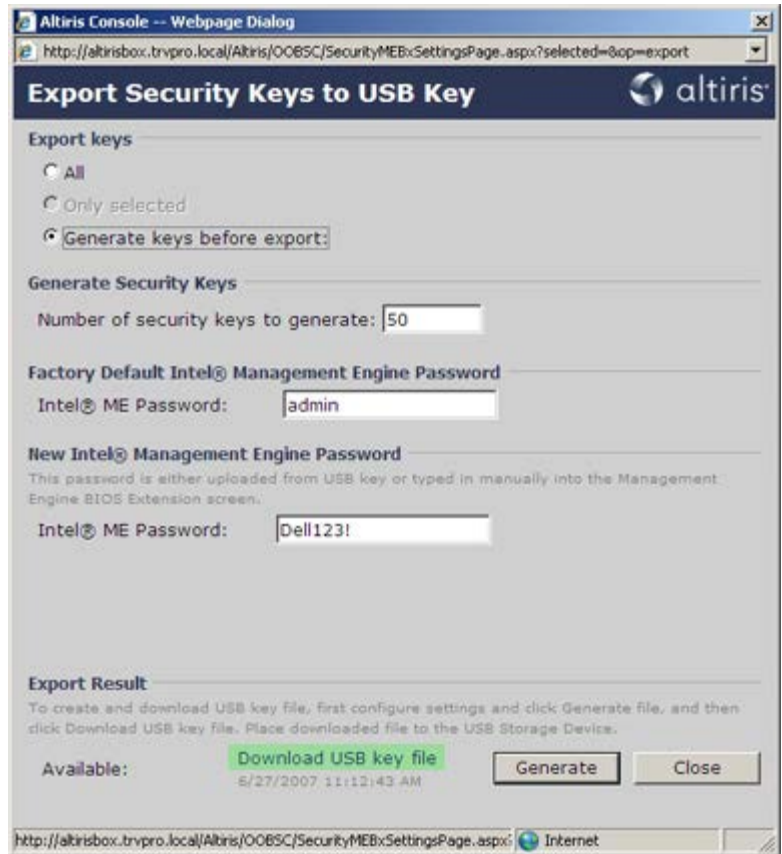 Altiris Console -- Webpage Dialog
http://altirisbox.trvpro.local/Altiris/OOBSC/SecurityMEBxSettingsPage.aspx?selected=&op=export
Export Security Keys to USB Key
altiris
Export keys
All
Only selected
Generate keys before export:
Generate Security Keys
Number of security keys to generate: 50
Factory Default Intel® Management Engine Password
Intel® ME Password: admin
New Intel® Management Engine Password
This password is either uploaded from USB key or typed in manually into the Management
Engine BIOS Extension screen.
Intel® ME Password: Dell123!
Export Result
To create and download USB key file, first configure settings and click Generate file, and then
click Download USB key file. Place downloaded file to the USB Storage Device.
Available: Download USB key file Generate Close
6/27/2007 11:12:43 AM
http://altirisbox.trvpro.local/Altiris/OOBSC/SecurityMEBxSettingsPage.aspx? Internet